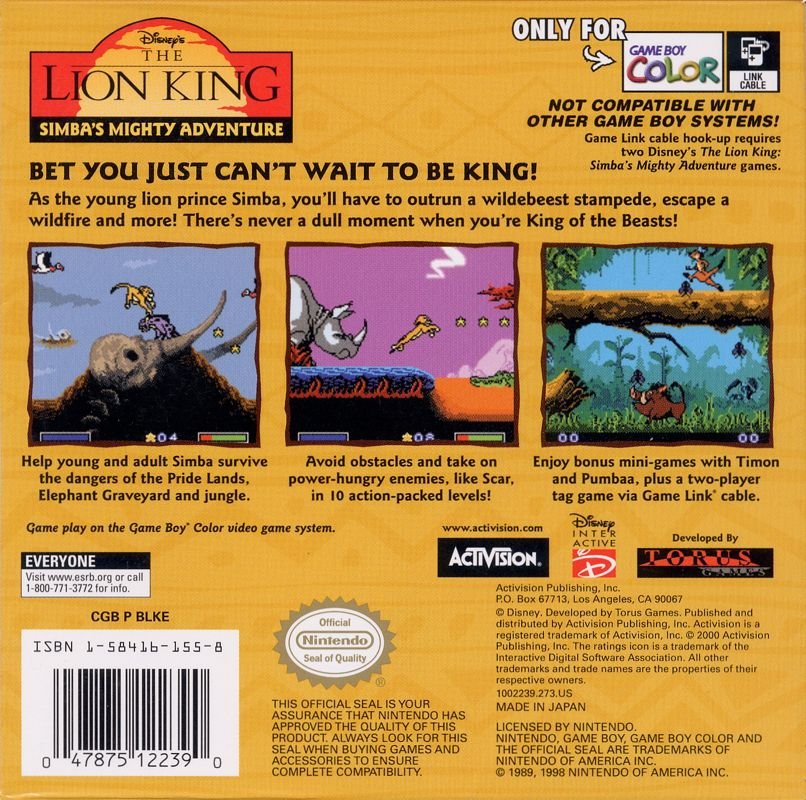 Disney's
THE
LION KING
SIMBA'S MIGHTY ADVENTURE
ONLY FOR
GAME BOY
COLOR
LINK
CABLE
NOT COMPATIBLE WITH
OTHER GAME BOY SYSTEMS!
Game Link cable hook-up requires
two Disney's The Lion King:
Simba's Mighty Adventure games.
BET YOU JUST CAN'T WAIT TO BE KING!
As the young lion prince Simba, you'll have to outrun a wildebeest stampede, escape a
wildfire and more! There's never a dull moment when you're King of the Beasts!
04
08
00 00
Help young and adult Simba survive
the dangers of the Pride Lands,
Elephant Graveyard and jungle.
Avoid obstacles and take on
power-hungry enemies, like Scar,
in 10 action-packed levels!
Enjoy bonus mini-games with Timon
and Pumbaa, plus a two-player
tag game via Game Link® cable.
Game play on the Game Boy® Color video game system.
www.activision.com
ACTIVISION.
Disney
INTER
ACTIVE
Developed By
TORUS
GAMES
EVERYONE
Visit www.esrb.org or call
1-800-771-3772 for info.
CGB P BLKE
ISBN 1-58416-155-8
0 47875 12239 0
Official
Nintendo
Seal of Quality
®
THIS OFFICIAL SEAL IS YOUR
ASSURANCE THAT NINTENDO HAS
APPROVED THE QUALITY OF THIS
PRODUCT. ALWAYS LOOK FOR THIS
SEAL WHEN BUYING GAMES AND
ACCESSORIES TO ENSURE
COMPLETE COMPATIBILITY.
Activision Publishing, Inc.
P.O. Box 67713, Los Angeles, CA 90067
© Disney. Developed by Torus Games. Published and
distributed by Activision Publishing, Inc. Activision is a
registered trademark of Activision, Inc. © 2000 Activision
Publishing, Inc. The ratings icon is a trademark of the
Interactive Digital Software Association. All other
trademarks and trade names are the properties of their
respective owners.
1002239.273.US
MADE IN JAPAN
LICENSED BY NINTENDO.
NINTENDO, GAME BOY, GAME BOY COLOR AND
THE OFFICIAL SEAL ARE TRADEMARKS OF
NINTENDO OF AMERICA INC.
© 1989, 1998 NINTENDO OF AMERICA INC.